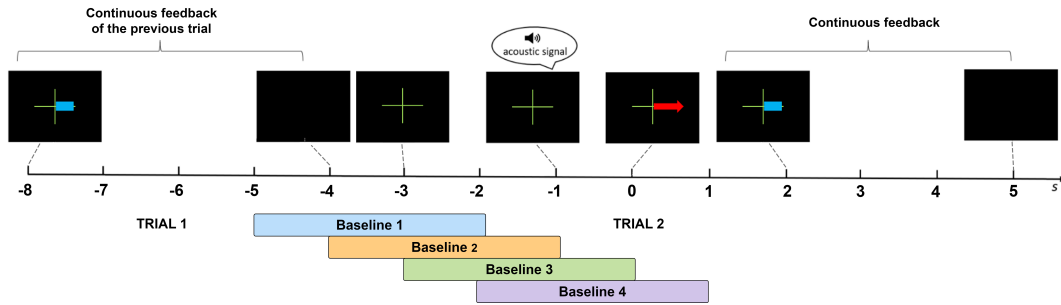 Continuous feedback
of the previous trial
acoustic signal
Continuous feedback
-8 -7 -6 -5 -4 -3 -2 -1 0 1 2 3 4 5 s
TRIAL 1
TRIAL 2
Baseline 1
Baseline 2
Baseline 3
Baseline 4